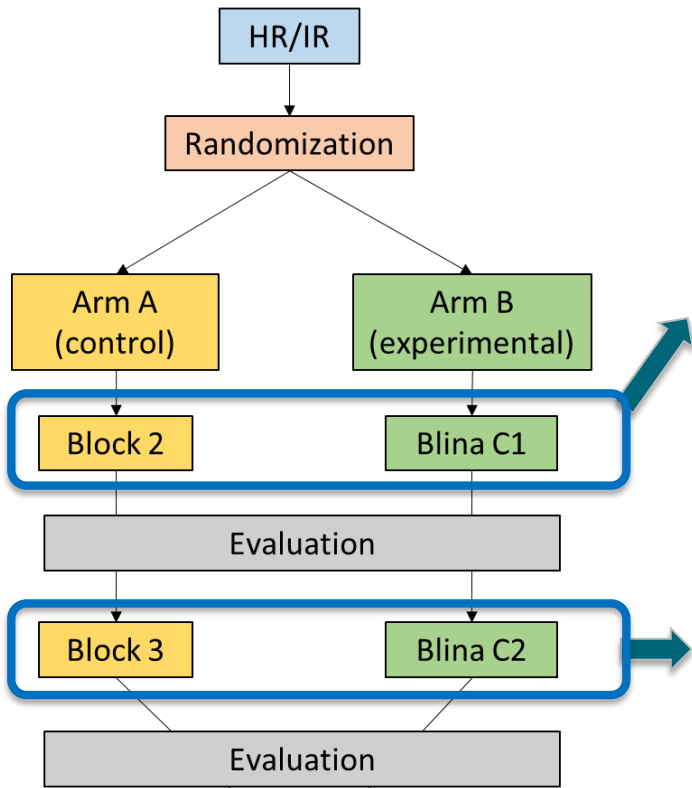 HR/IR
Randomization
Arm A
(control)
Arm B
(experimental)
Block 2
Blina C1
Evaluation
Block 3
Blina C2
Evaluation